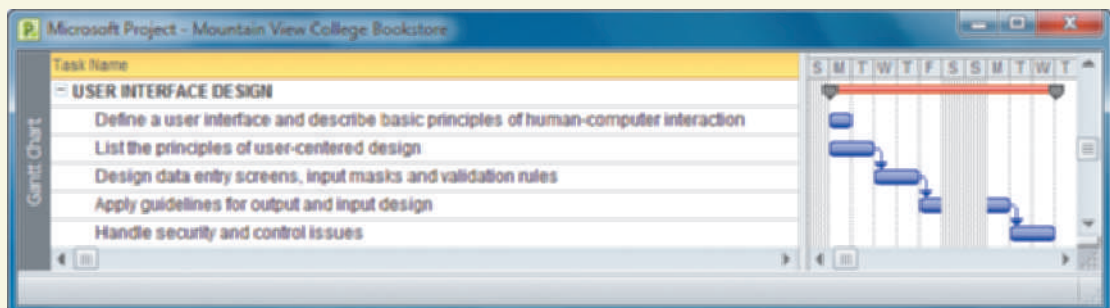 Microsoft Project - Mountain View College Bookstore
Task Name
S M T W T F S S M T W T
USER INTERFACE DESIGN
Define a user interface and describe basic principles of human-computer interaction
List the principles of user-centered design
Design data entry screens, input masks and validation rules
Apply guidelines for output and input design
Handle security and control issues
Gantt Chart